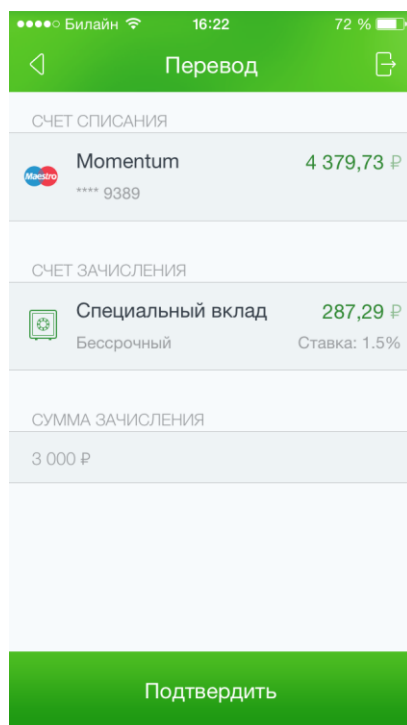 Билайн 16:22 72 %
Перевод
СЧЕТ СПИСАНИЯ
Maestro Momentum 4 379,73 ₽
**** 9389
СЧЕТ ЗАЧИСЛЕНИЯ
Специальный вклад 287,29 ₽
Бессрочный Ставка: 1.5%
СУММА ЗАЧИСЛЕНИЯ
3 000 ₽
Подтвердить